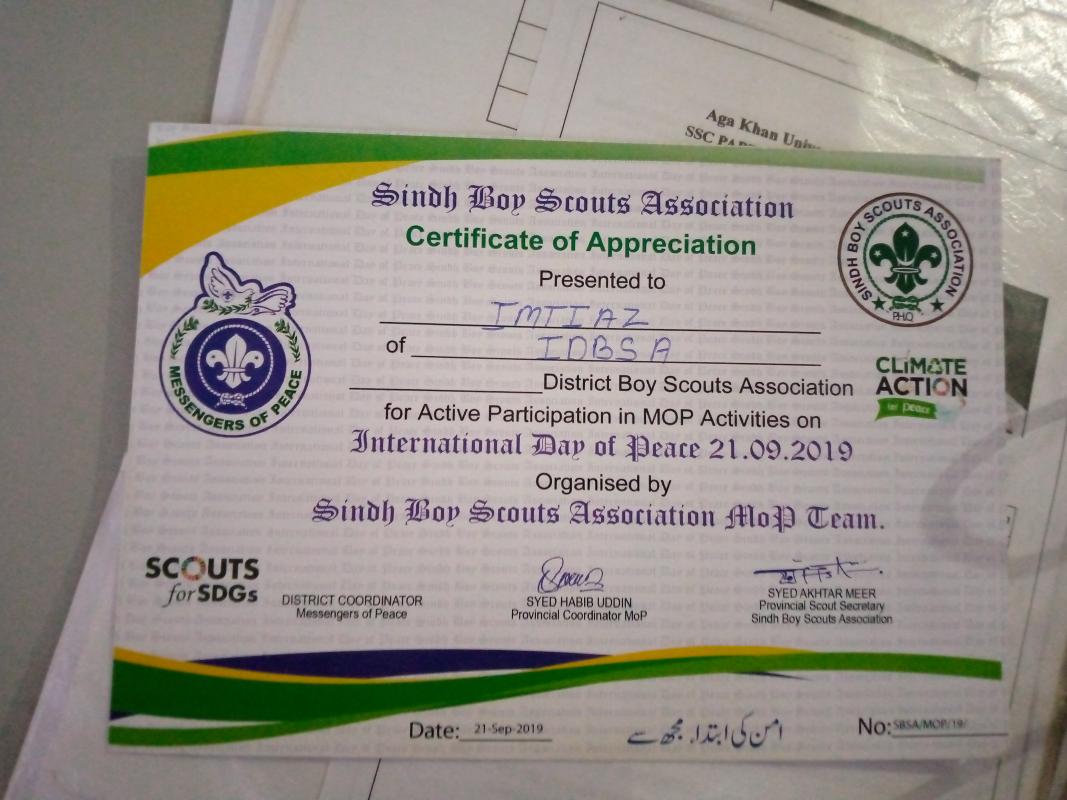 Aga Khan
SSC
Sindh Boy Scouts Association
Certificate of Appreciation
Presented to
IMTIAZ
of IDBSA
District Boy Scouts Association
for Active Participation in MOP Activities on
International Day of Peace 21.09.2019
Organised by
Sindh Boy Scouts Association MoP Team.
MESSENGERS OF PEACE
SINDH BOY SCOUTS ASSOCIATION
P.H.Q
CLiMATE
ACTION
for peace
SCOUTS
for SDGs
DISTRICT COORDINATOR
Messengers of Peace
SYED HABIB UDDIN
Provincial Coordinator MoP
SYED AKHTAR MEER
Provincial Scout Secretary
Sindh Boy Scouts Association
Date: 21-Sep-2019
امن کی ابتدا۔ مجھ سے
No: SBSA/MOP/19/